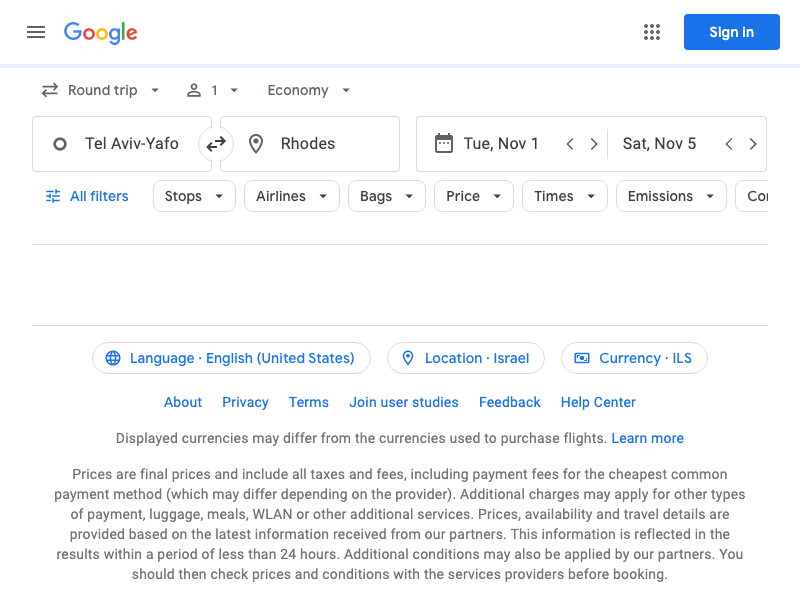 Google
Sign in
Round trip
1
Economy
Tel Aviv-Yafo
Rhodes
Tue, Nov 1
Sat, Nov 5
All filters
Stops
Airlines
Bags
Price
Times
Emissions
Language · English (United States)
Location · Israel
Currency · ILS
About Privacy Terms Join user studies Feedback Help Center
Displayed currencies may differ from the currencies used to purchase flights. Learn more
Prices are final prices and include all taxes and fees, including payment fees for the cheapest common
payment method (which may differ depending on the provider). Additional charges may apply for other types
of payment, luggage, meals, WLAN or other additional services. Prices, availability and travel details are
provided based on the latest information received from our partners. This information is reflected in the
results within a period of less than 24 hours. Additional conditions may also be applied by our partners. You
should then check prices and conditions with the services providers before booking.